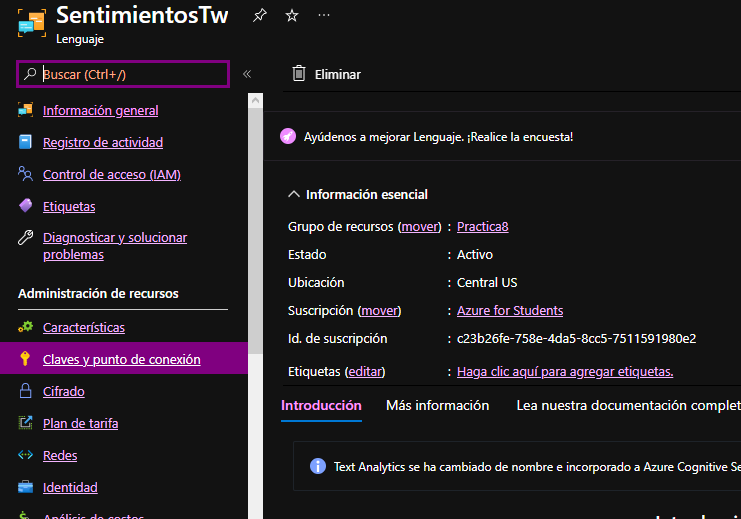 SentimientosTw
Lenguaje
Buscar (Ctrl+/)
Información general
Registro de actividad
Control de acceso (IAM)
Etiquetas
Diagnosticar y solucionar
problemas
Administración de recursos
Características
Claves y punto de conexión
Cifrado
Plan de tarifa
Redes
Identidad
Análisis de costos
Eliminar
Ayúdenos a mejorar Lenguaje. ¡Realice la encuesta!
Información esencial
Grupo de recursos (mover) : Practica8
Estado : Activo
Ubicación : Central US
Suscripción (mover) : Azure for Students
Id. de suscripción : c23b26fe-758e-4da5-8cc5-7511591980e2
Etiquetas (editar) : Haga clic aquí para agregar etiquetas.
Introducción Más información Lea nuestra documentación complet
Text Analytics se ha cambiado de nombre e incorporado a Azure Cognitive Se